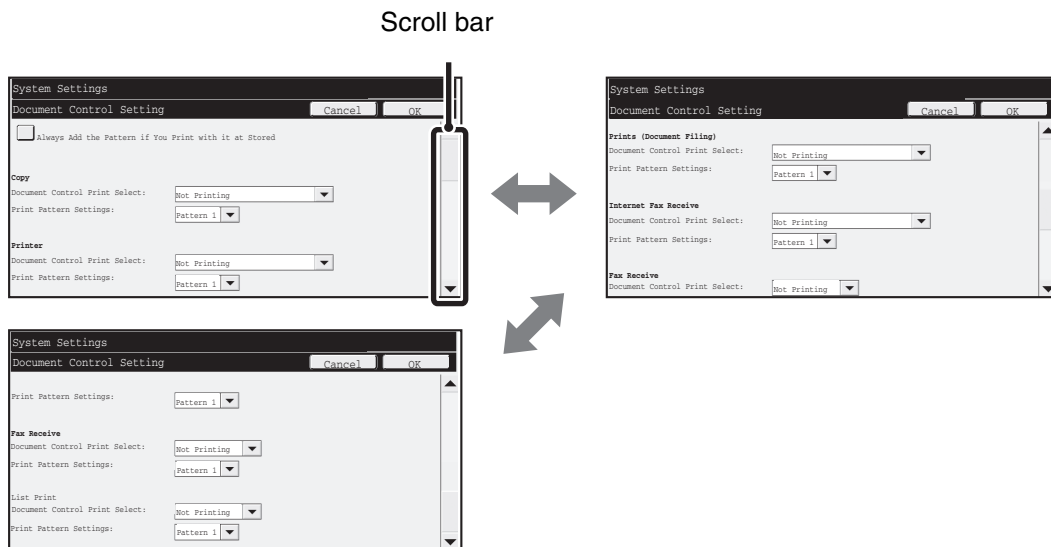 Scroll bar
System Settings
Document Control Setting Cancel OK
Always Add the Pattern if You Print with it at Stored
Copy
Document Control Print Select: Not Printing
Print Pattern Settings: Pattern 1
Printer
Document Control Print Select: Not Printing
Print Pattern Settings: Pattern 1
System Settings
Document Control Setting Cancel OK
Prints (Document Filing)
Document Control Print Select: Not Printing
Print Pattern Settings: Pattern 1
Internet Fax Receive
Document Control Print Select: Not Printing
Print Pattern Settings: Pattern 1
Fax Receive
Document Control Print Select: Not Printing
System Settings
Document Control Setting Cancel OK
Print Pattern Settings: Pattern 1
Fax Receive
Document Control Print Select: Not Printing
Print Pattern Settings: Pattern 1
List Print
Document Control Print Select: Not Printing
Print Pattern Settings: Pattern 1